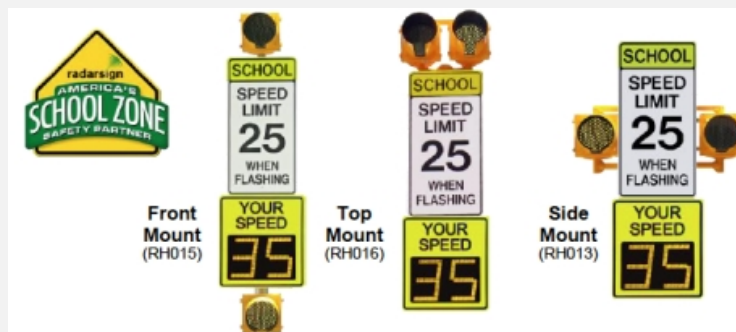 radarsign
AMERICA'S
SCHOOL ZONE
SAFETY PARTNER
Front
Mount
(RH015)
SCHOOL
SPEED
LIMIT
25
WHEN
FLASHING
YOUR
SPEED
35
Top
Mount
(RH016)
SCHOOL
SPEED
LIMIT
25
WHEN
FLASHING
YOUR
SPEED
35
Side
Mount
(RH013)
SCHOOL
SPEED
LIMIT
25
WHEN
FLASHING
YOUR
SPEED
35